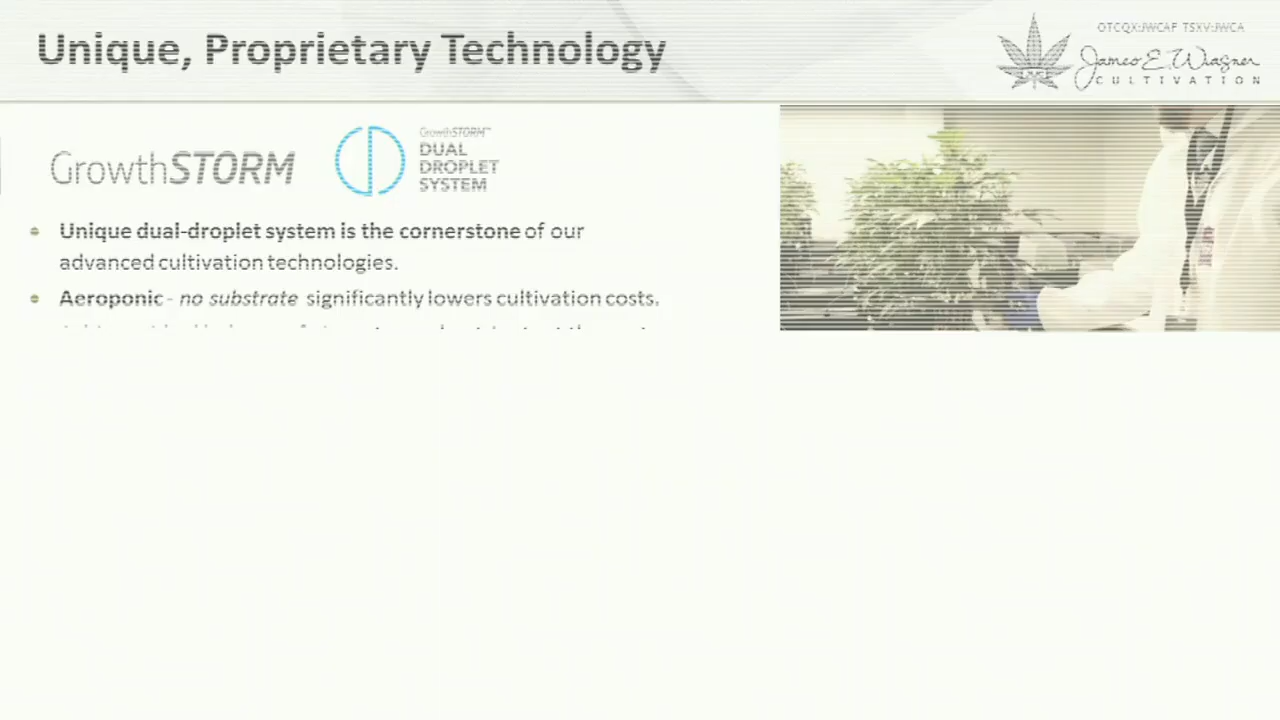 Unique, Proprietary Technology
OTCQX:JWCAF TSXV:JWCA
James E. Wagner
CULTIVATION
GrowthSTORM
GrowthSTORM™
DUAL
DROPLET
SYSTEM
Unique dual-droplet system is the cornerstone of our
advanced cultivation technologies.
Aeroponic - no substrate significantly lowers cultivation costs.